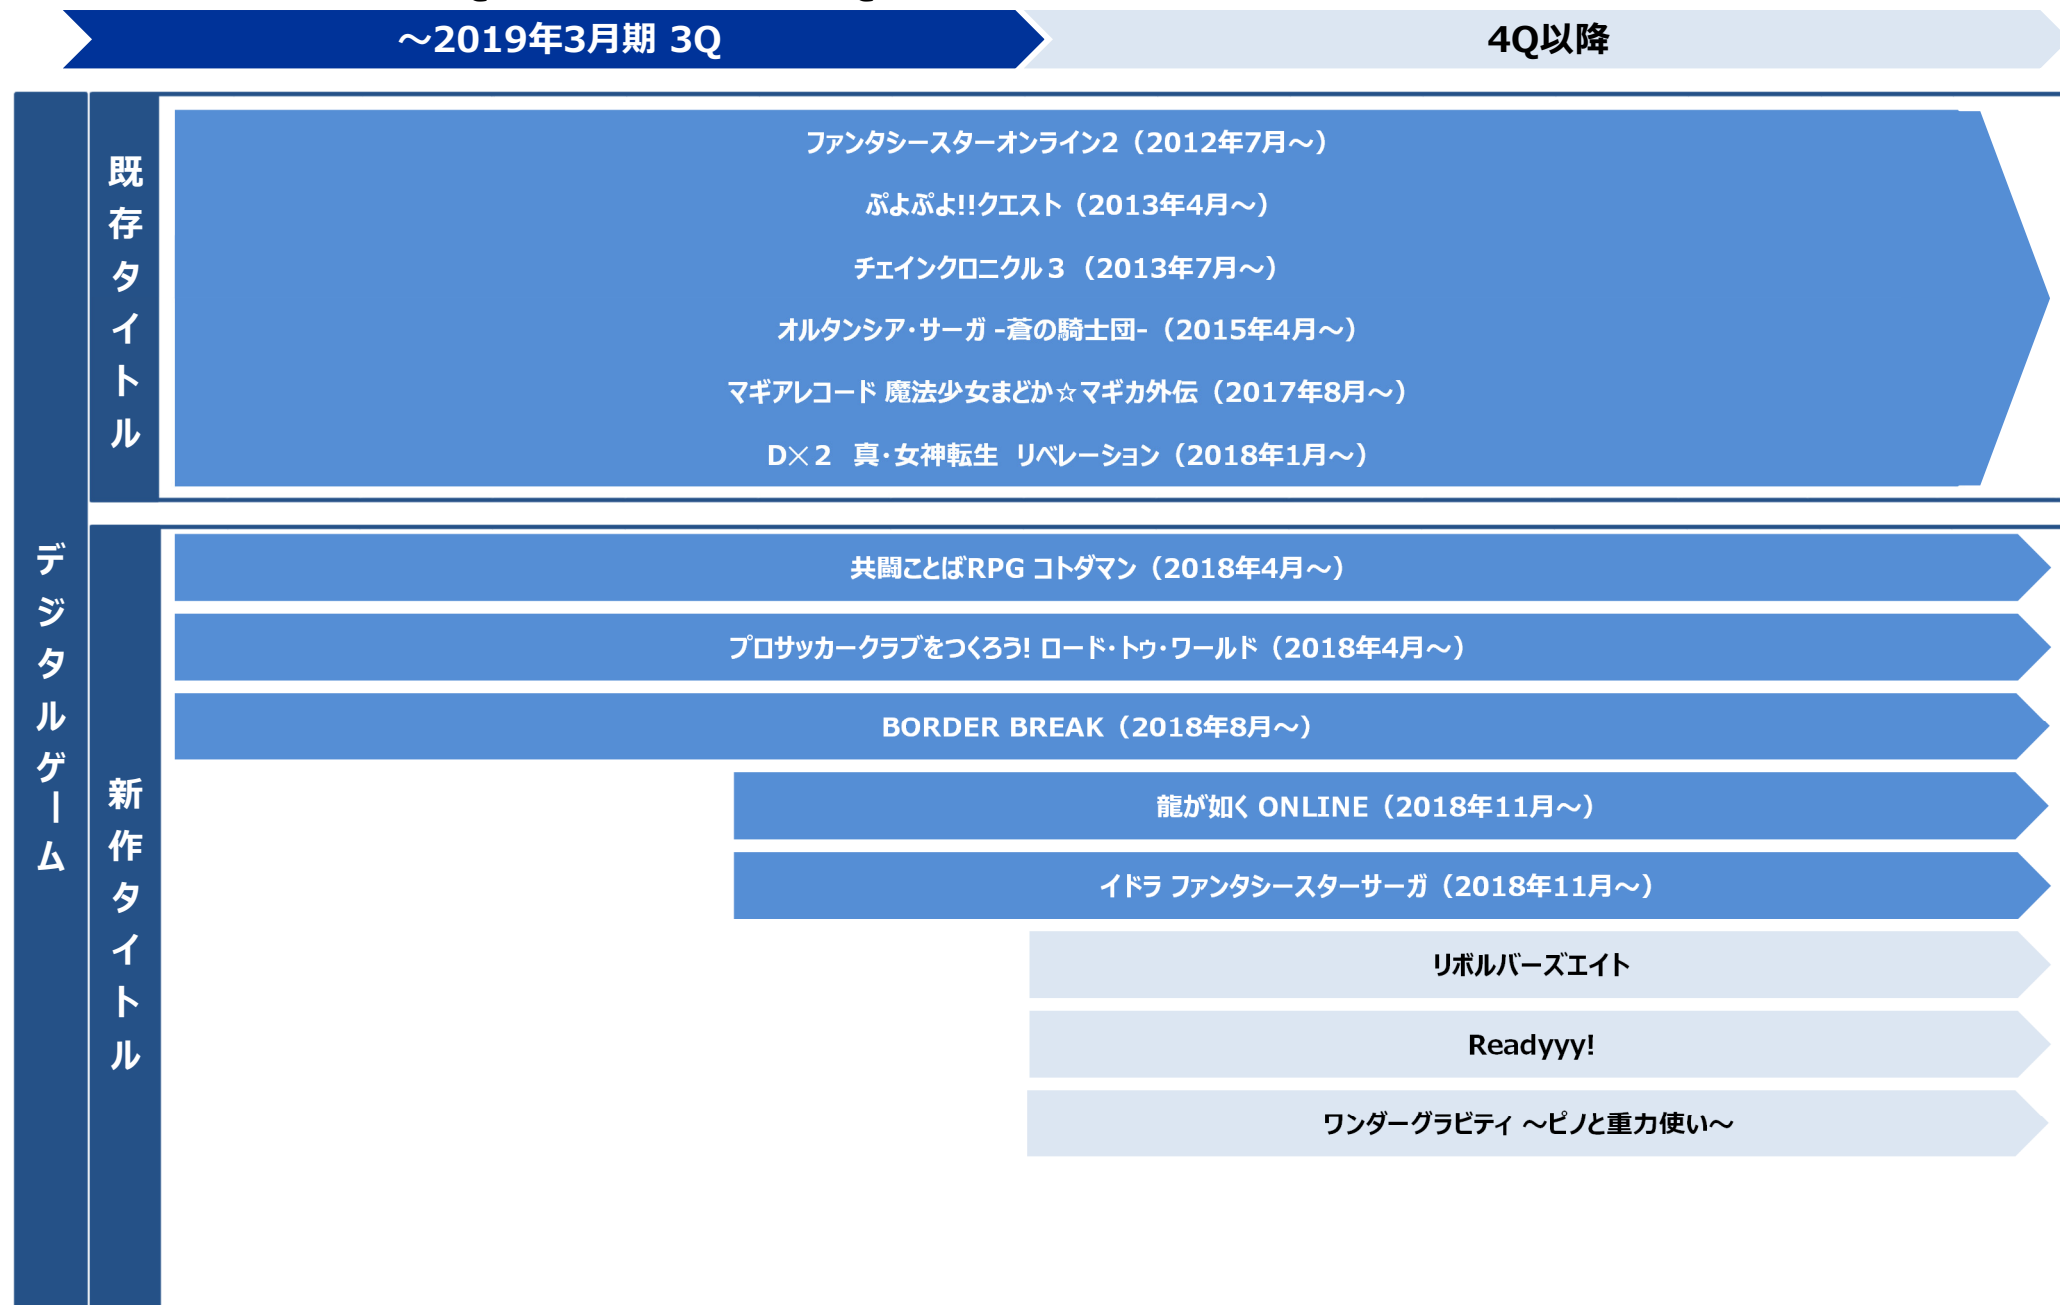 ～2019年3月期 3Q
4Q以降
デジタルゲーム
既存タイトル
ファンタシースターオンライン2（2012年7月～）
ぷよぷよ!!クエスト（2013年4月～）
チェインクロニクル３（2013年7月～）
オルタンシア・サーガ -蒼の騎士団-（2015年4月～）
マギアレコード 魔法少女まどか☆マギカ外伝（2017年8月～）
D×２　真・女神転生　リベレーション（2018年1月～）
新作タイトル
共闘ことばRPG コトダマン（2018年4月～）
プロサッカークラブをつくろう! ロード・トゥ・ワールド（2018年4月～）
BORDER BREAK（2018年8月～）
龍が如く ONLINE（2018年11月～）
イドラ ファンタシースターサーガ（2018年11月～）
リボルバーズエイト
Readyyy!
ワンダーグラビティ ～ピノと重力使い～